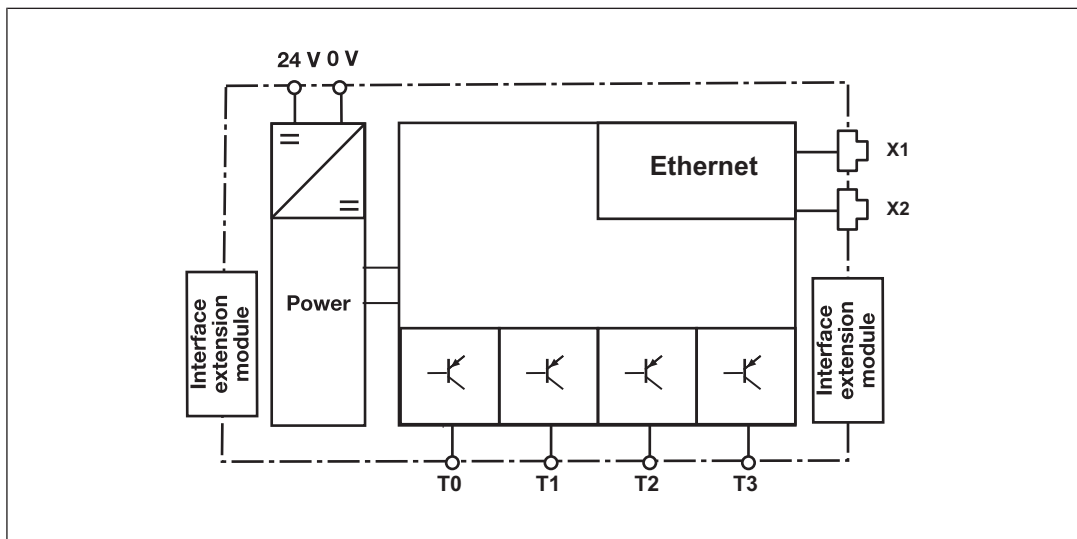 24 V 0 V
Ethernet
X1
X2
Power
Interface
extension
module
Interface
extension
module
T0 T1 T2 T3